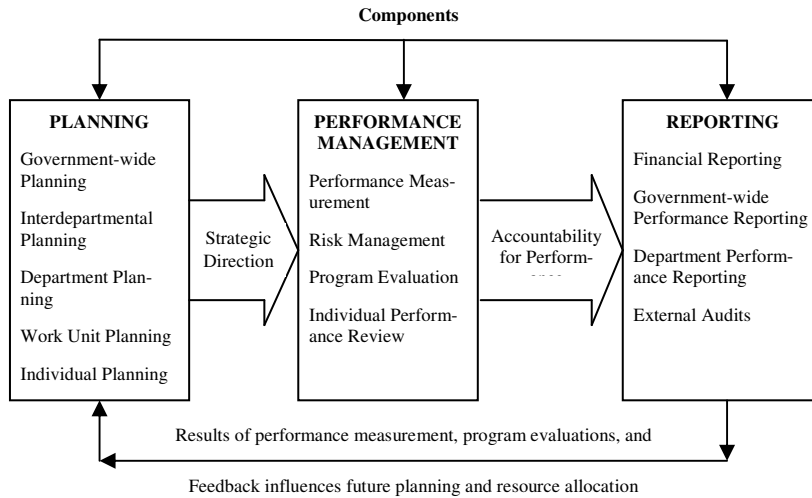 Components
PLANNING
Government-wide
Planning
Interdepartmental
Planning
Department Plan-
ning
Work Unit Planning
Individual Planning
Strategic
Direction
PERFORMANCE
MANAGEMENT
Performance Meas-
urement
Risk Management
Program Evaluation
Individual Perform-
ance Review
Accountability
for Perform-
REPORTING
Financial Reporting
Government-wide
Performance Reporting
Department Perform-
ance Reporting
External Audits
Results of performance measurement, program evaluations, and
Feedback influences future planning and resource allocation